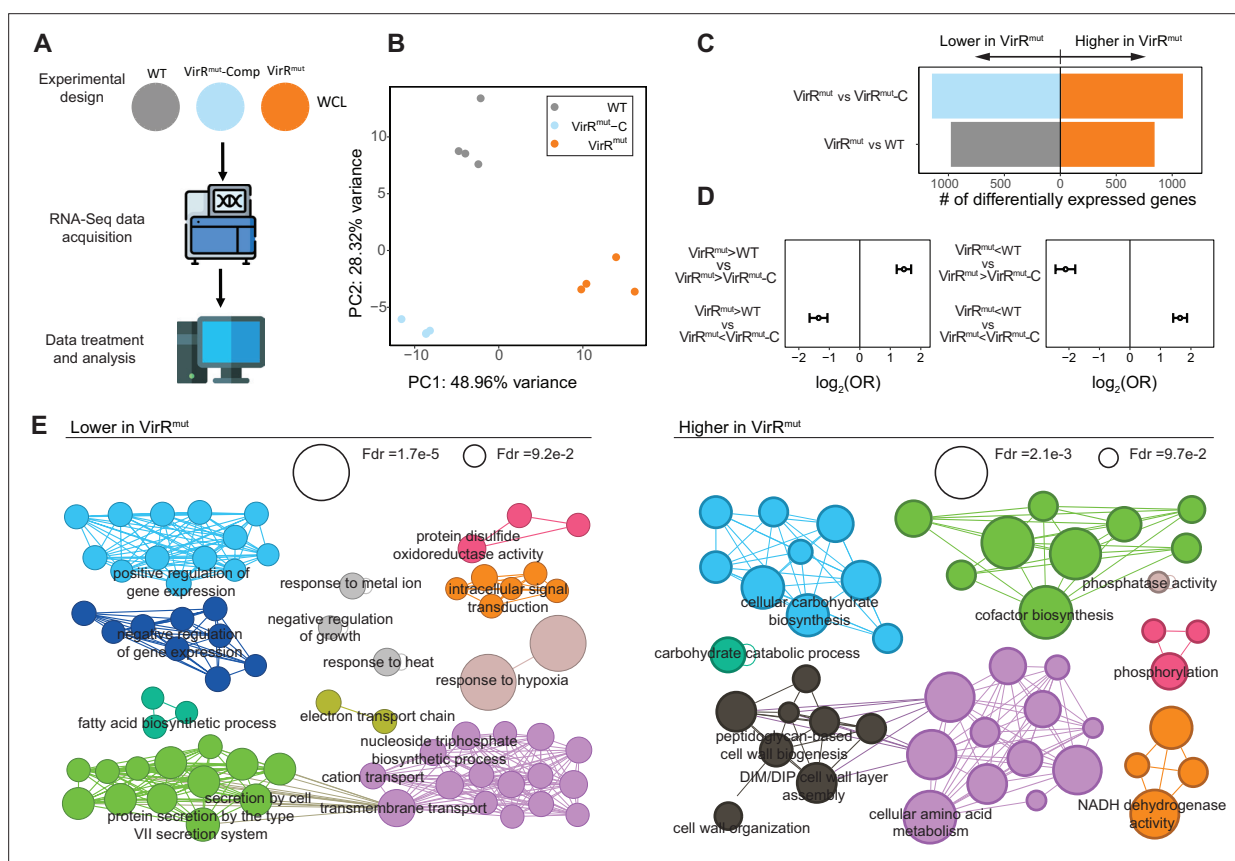 A
WT
VirRmut-Comp
VirRmut
Experimental
design
WCL
RNA-Seq data
acquisition
Data treatment
and analysis
B
PC2: 28.32% variance
10
5
0
−5
−10
0
10
PC1: 48.96% variance
WT
VirRmut−C
VirRmut
C
Lower in VirRmut
Higher in VirRmut
VirRmut vs VirRmut-C
VirRmut vs WT
1000
500
0
500
1000
# of differentially expressed genes
D
VirRmut>WT
vs
VirRmut>VirRmut-C
VirRmut>WT
vs
VirRmut<VirRmut-C
−2
−1
0
1
2
log2(OR)
VirRmut<WT
vs
VirRmut>VirRmut-C
VirRmut<WT
vs
VirRmut<VirRmut-C
−2
−1
0
1
2
log2(OR)
E
Lower in VirRmut
Fdr =1.7e-5
Fdr =9.2e-2
positive regulation of
gene expression
response to metal ion
protein disulfide
oxidoreductase activity
intracellular signal
transduction
negative regulation
of gene expression
negative regulation
of growth
response to heat
response to hypoxia
fatty acid biosynthetic process
electron transport chain
nucleoside triphosphate
biosynthetic process
cation transport
transmembrane transport
secretion by cell
protein secretion by the type
VII secretion system
Higher in VirRmut
Fdr =2.1e-3
Fdr =9.7e-2
cellular carbohydrate
biosynthesis
cofactor biosynthesis
phosphatase activity
carbohydrate catabolic process
phosphorylation
peptidoglycan-based
cell wall biogenesis
DIM/DIP cell wall layer
assembly
cell wall organization
cellular amino acid
metabolism
NADH dehydrogenase
activity